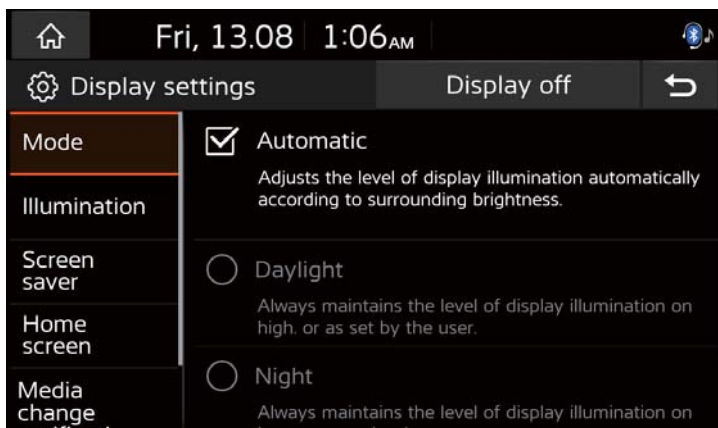 Fri, 13.08 1:06AM
Display settings
Display off
Mode
Illumination
Screen
saver
Home
screen
Media
change
Automatic
Adjusts the level of display illumination automatically
according to surrounding brightness.
Daylight
Always maintains the level of display illumination on
high. or as set by the user.
Night
Always maintains the level of display illumination on